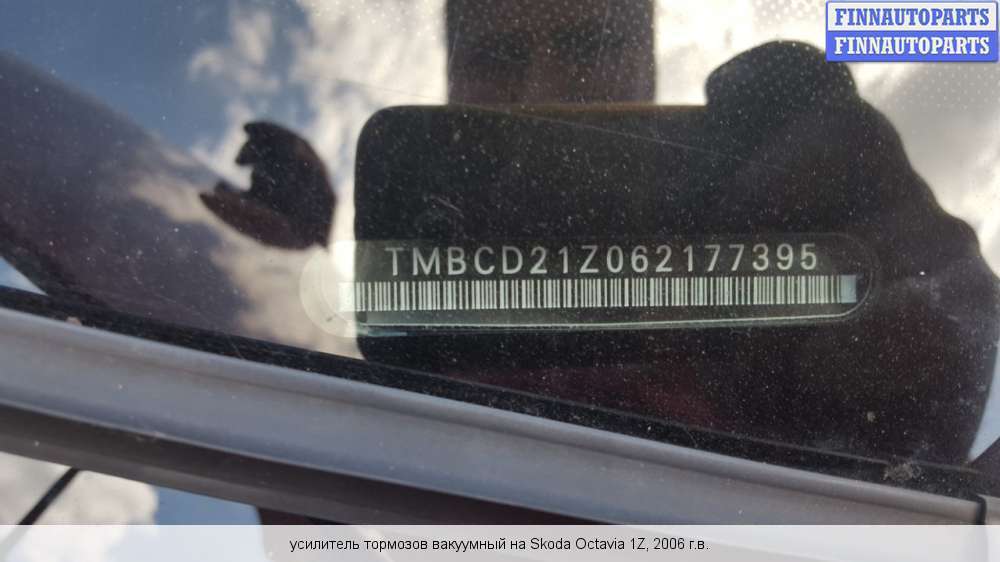 FINNAUTOPARTS
FINNAUTOPARTS
TMBCD21Z062177395
усилитель тормозов вакуумный на Skoda Octavia 1Z, 2006 г.в.